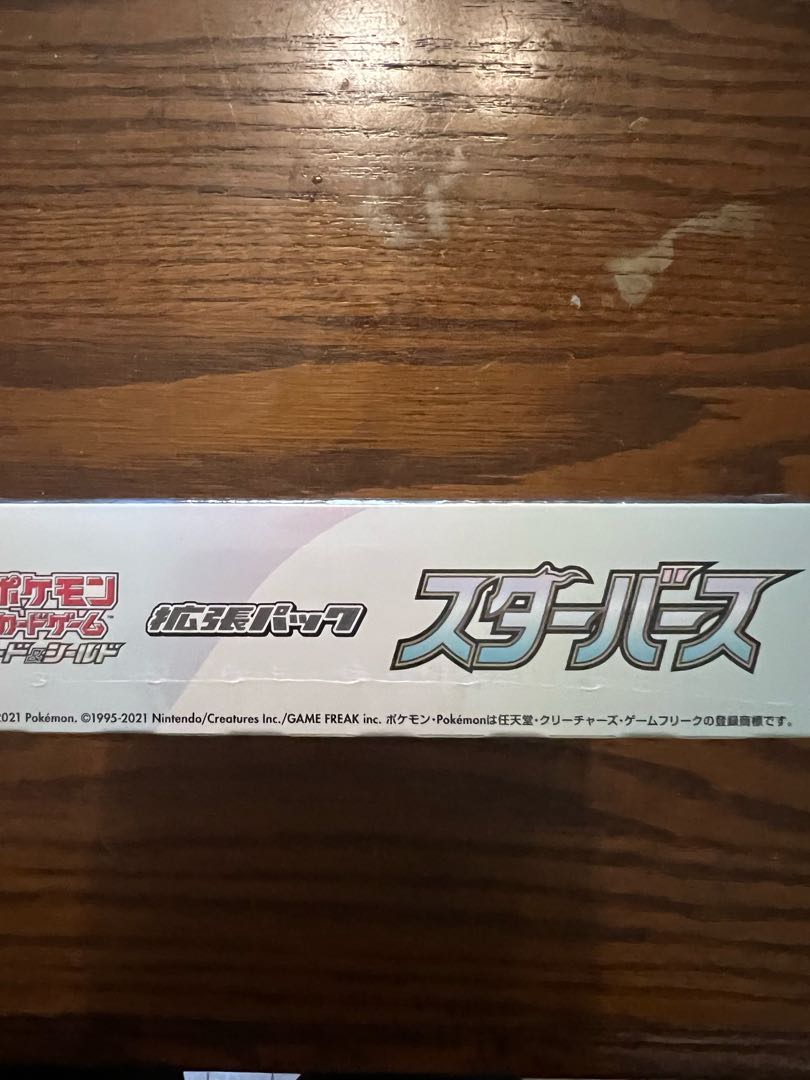 ポケモン
カードゲーム™
ード&シールド
拡張パック
スターバース
2021 Pokémon. ©1995-2021 Nintendo/Creatures Inc./GAME FREAK inc. ポケモン・Pokémonは任天堂・クリーチャーズ・ゲームフリークの登録商標です。